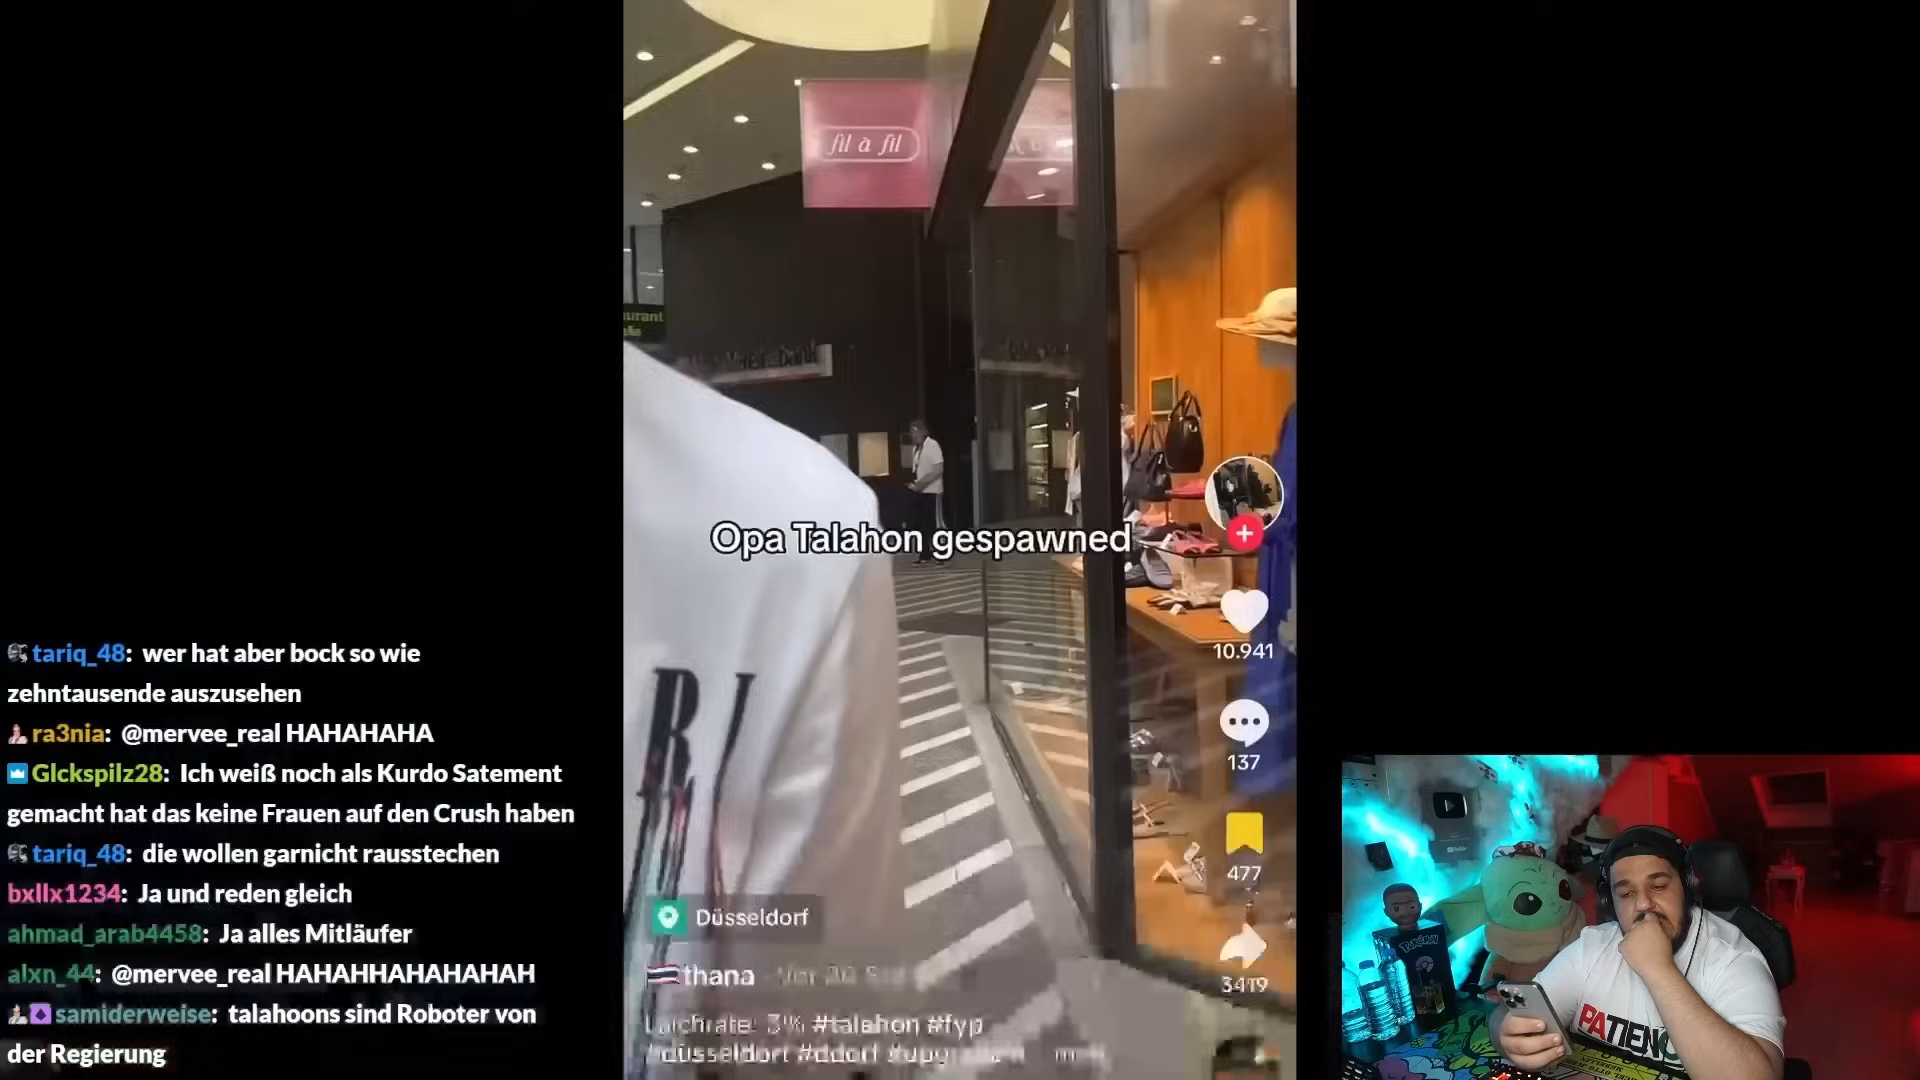 fil à fil
Opa Talahon gespawned
10.941
137
477
3419
Düsseldorf
thana
#talahon #fyp
#düsseldorf #ddorf
tariq_48: wer hat aber bock so wie
zehntausende auszusehen
ra3nia: @mervee_real HAHAHAHA
Glckspilz28: Ich weiß noch als Kurdo Satement
gemacht hat das keine Frauen auf den Crush haben
tariq_48: die wollen garnicht rausstechen
bxllx1234: Ja und reden gleich
ahmad_arab4458: Ja alles Mitläufer
alxn_44: @mervee_real HAHAHHAHAHAHAH
samiderweise: talahoons sind Roboter von
der Regierung